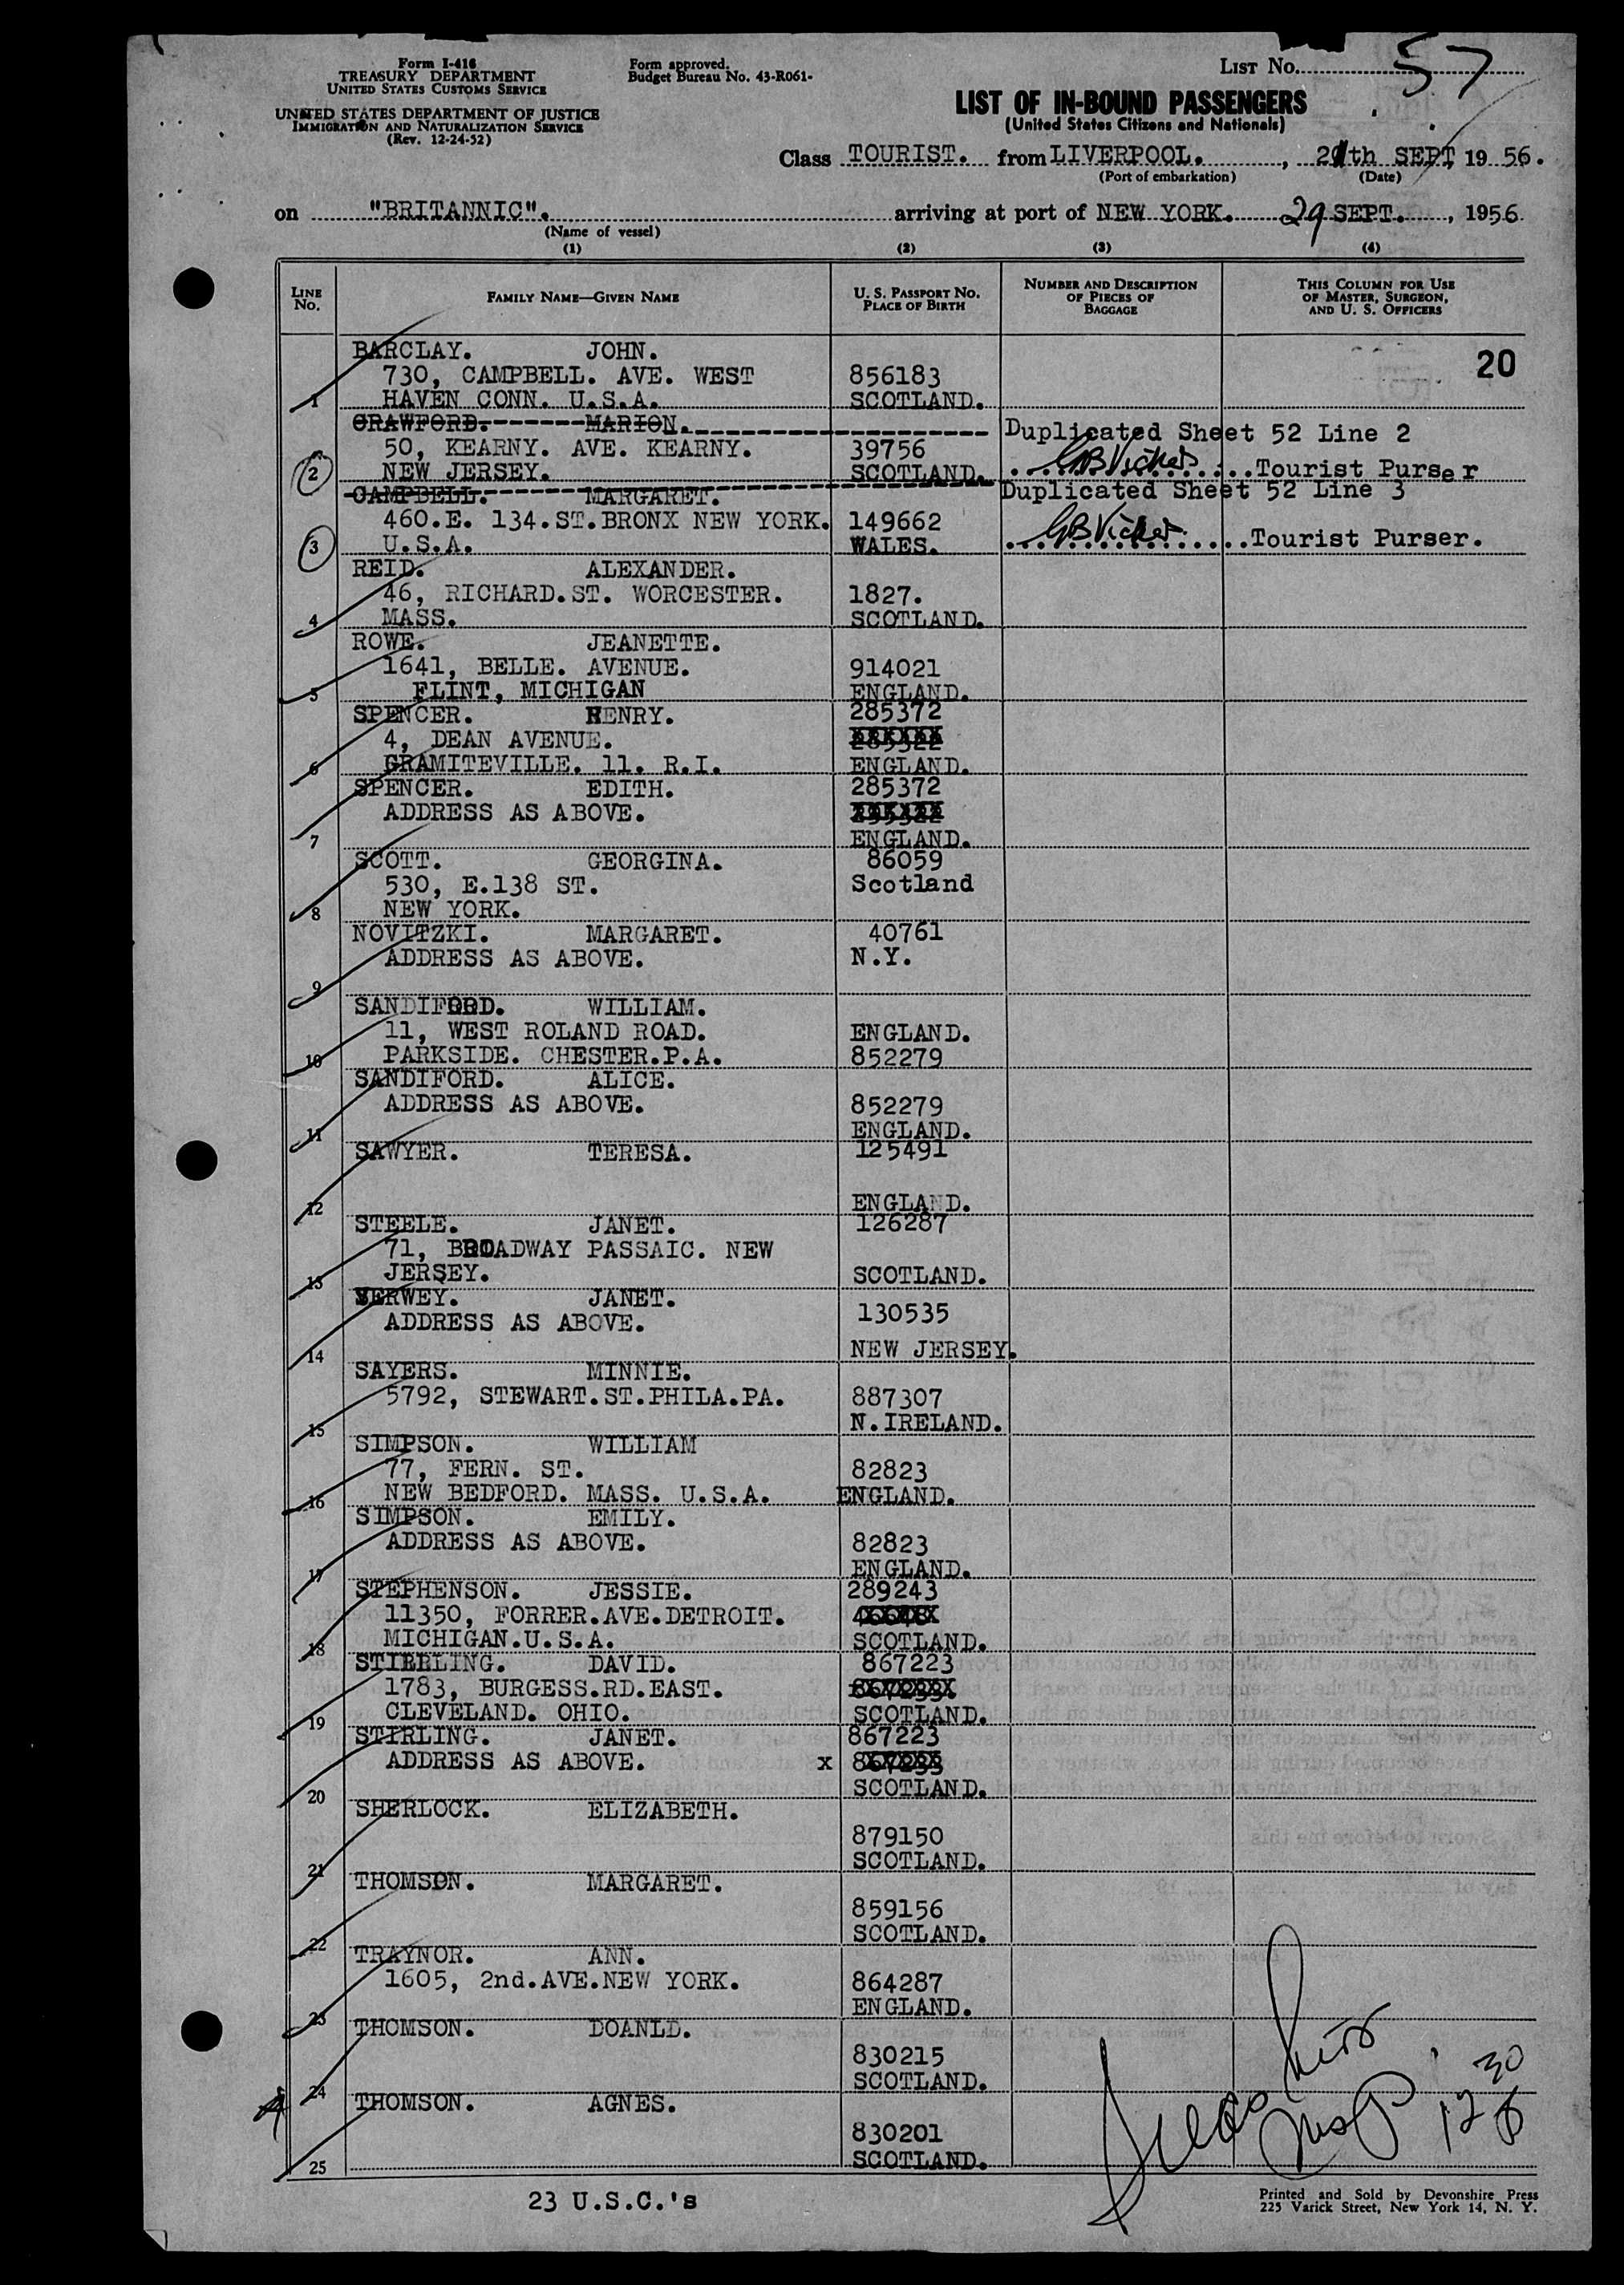 Form I-416
TREASURY DEPARTMENT
UNITED STATES CUSTOMS SERVICE
UNITED STATES DEPARTMENT OF JUSTICE
IMMIGRATION AND NATURALIZATION SERVICE
(Rev. 12-24-52)
Form approved.
Budget Bureau No. 43-R061-
LIST No. 57
LIST OF IN-BOUND PASSENGERS
(United States Citizens and Nationals)
Class TOURIST. from LIVERPOOL. , 21th SEPT, 19 56.
(Port of embarkation) (Date)
on "BRITANNIC". arriving at port of NEW YORK. 29 SEPT. , 1956
(Name of vessel)
(1) (2) (3) (4)
LINE No. FAMILY NAME—GIVEN NAME U. S. PASSPORT NO. PLACE OF BIRTH NUMBER AND DESCRIPTION OF PIECES OF BAGGAGE THIS COLUMN FOR USE OF MASTER, SURGEON, AND U. S. OFFICERS
20
BARCLAY. JOHN.
730, CAMPBELL. AVE. WEST 856183
1 HAVEN CONN. U.S.A. SCOTLAND.
CRAWFORD. MARION. Duplicated Sheet 52 Line 2
50, KEARNY. AVE. KEARNY. 39756
2 NEW JERSEY. SCOTLAND. GB Vicker Tourist Purser
CAMPBELL. MARGARET. Duplicated Sheet 52 Line 3
460.E. 134.ST.BRONX NEW YORK. 149662
3 U.S.A. WALES. GB Vicker Tourist Purser.
REID. ALEXANDER.
46, RICHARD.ST. WORCESTER. 1827.
4 MASS. SCOTLAND.
ROWE. JEANETTE.
1641, BELLE. AVENUE. 914021
5 FLINT, MICHIGAN ENGLAND.
SPENCER. HENRY. 285372
4, DEAN AVENUE.
6 GRAMITEVILLE. 11. R.I. ENGLAND.
SPENCER. EDITH. 285372
ADDRESS AS ABOVE.
7 ENGLAND.
SCOTT. GEORGINA. 86059
530, E.138 ST. Scotland
8 NEW YORK.
NOVITZKI. MARGARET. 40761
ADDRESS AS ABOVE. N.Y.
9
SANDIFORD. WILLIAM.
11, WEST ROLAND ROAD. ENGLAND.
10 PARKSIDE. CHESTER.P.A. 852279
SANDIFORD. ALICE.
ADDRESS AS ABOVE. 852279
11 ENGLAND.
SAWYER. TERESA. 125491
12 ENGLAND.
STEELE. JANET. 126287
71, BROADWAY PASSAIC. NEW
13 JERSEY. SCOTLAND.
VERWEY. JANET. 130535
ADDRESS AS ABOVE.
14 NEW JERSEY.
SAYERS. MINNIE.
5792, STEWART.ST.PHILA.PA. 887307
15 N.IRELAND.
SIMPSON. WILLIAM
77, FERN. ST. 82823
16 NEW BEDFORD. MASS. U.S.A. ENGLAND.
SIMPSON. EMILY.
ADDRESS AS ABOVE. 82823
17 ENGLAND.
STEPHENSON. JESSIE. 289243
11350, FORRER.AVE.DETROIT.
18 MICHIGAN.U.S.A. SCOTLAND.
STIRLING. DAVID. 867223
1783, BURGESS.RD.EAST.
19 CLEVELAND. OHIO. SCOTLAND.
STIRLING. JANET. 867223
ADDRESS AS ABOVE. x
20 SCOTLAND.
SHERLOCK. ELIZABETH.
879150
21 SCOTLAND.
THOMSON. MARGARET.
859156
22 SCOTLAND.
TRAYNOR. ANN.
1605, 2nd.AVE.NEW YORK. 864287
23 ENGLAND.
THOMSON. DOANLD.
830215
24 SCOTLAND.
THOMSON. AGNES.
830201
25 SCOTLAND.
23 U.S.C.'s
Printed and Sold by Devonshire Press
225 Varick Street, New York 14, N. Y.